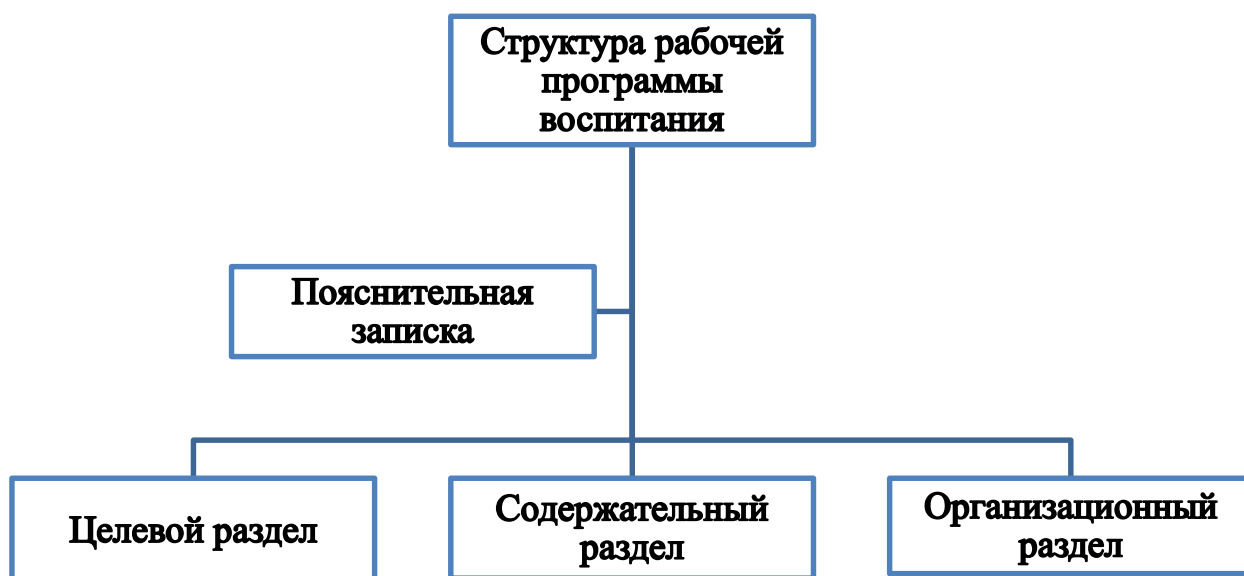 Структура рабочей
программы
воспитания
Пояснительная
записка
Целевой раздел
Содержательный
раздел
Организационный
раздел